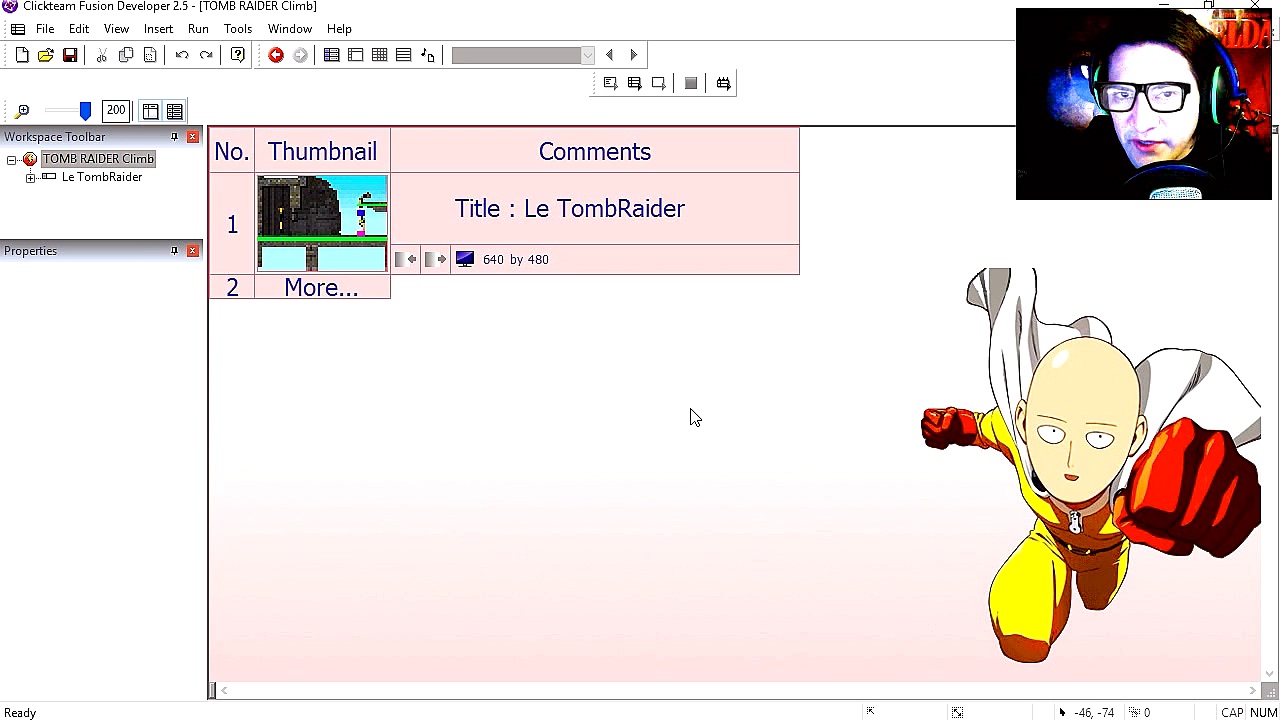 Clickteam Fusion Developer 2.5 - [TOMB RAIDER Climb]
File Edit View Insert Run Tools Window Help
200
Workspace Toolbar
TOMB RAIDER Climb
Le TombRaider
Properties
No. Thumbnail Comments
1 Title : Le TombRaider
640 by 480
2 More...
ELDA
Ready
-46, -74 0 CAP NUM